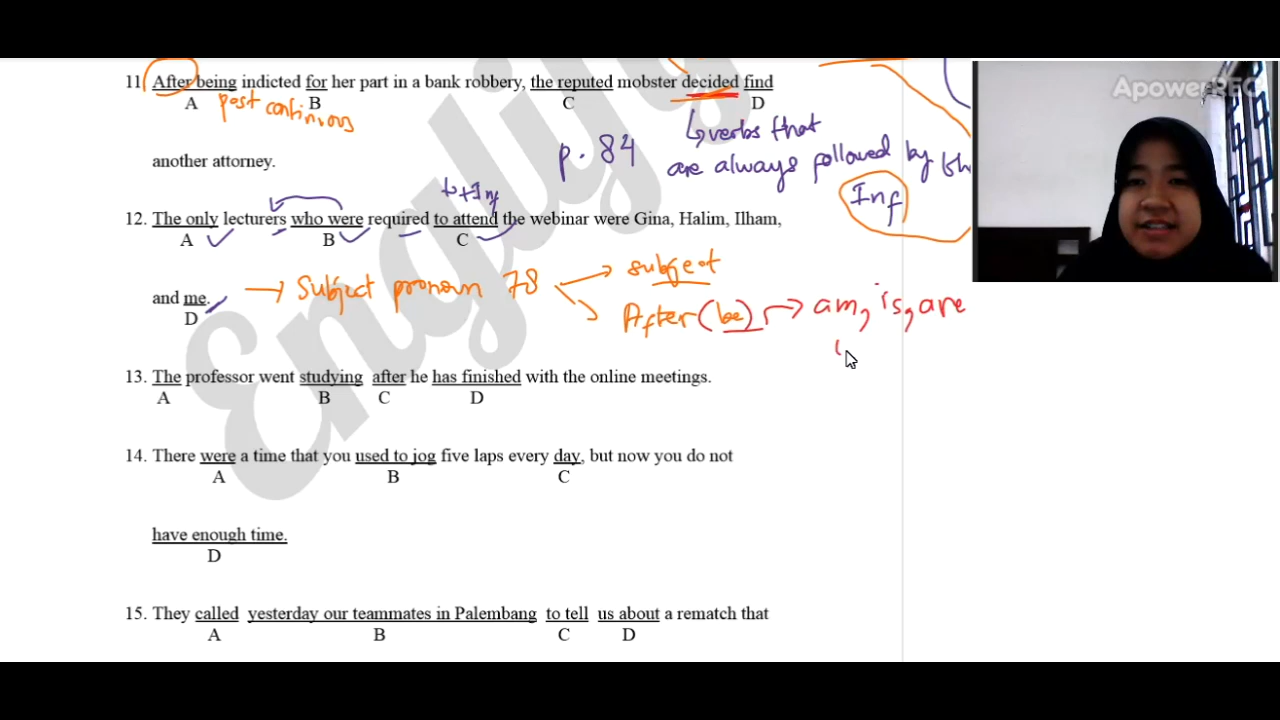 ApowerREC
11. After being indicted for her part in a bank robbery, the reputed mobster decided find
A B C D
past continuous
another attorney.
p. 84
↳ verbs that
are always followed by the
Inf
to + Inf
12. The only lecturers who were required to attend the webinar were Gina, Halim, Ilham,
A B C
and me.
D
→ Subject pronoun 78
subject
After (be) → am, is, are
13. The professor went studying after he has finished with the online meetings.
A B C D
14. There were a time that you used to jog five laps every day, but now you do not
A B C
have enough time.
D
15. They called yesterday our teammates in Palembang to tell us about a rematch that
A B C D
Englify